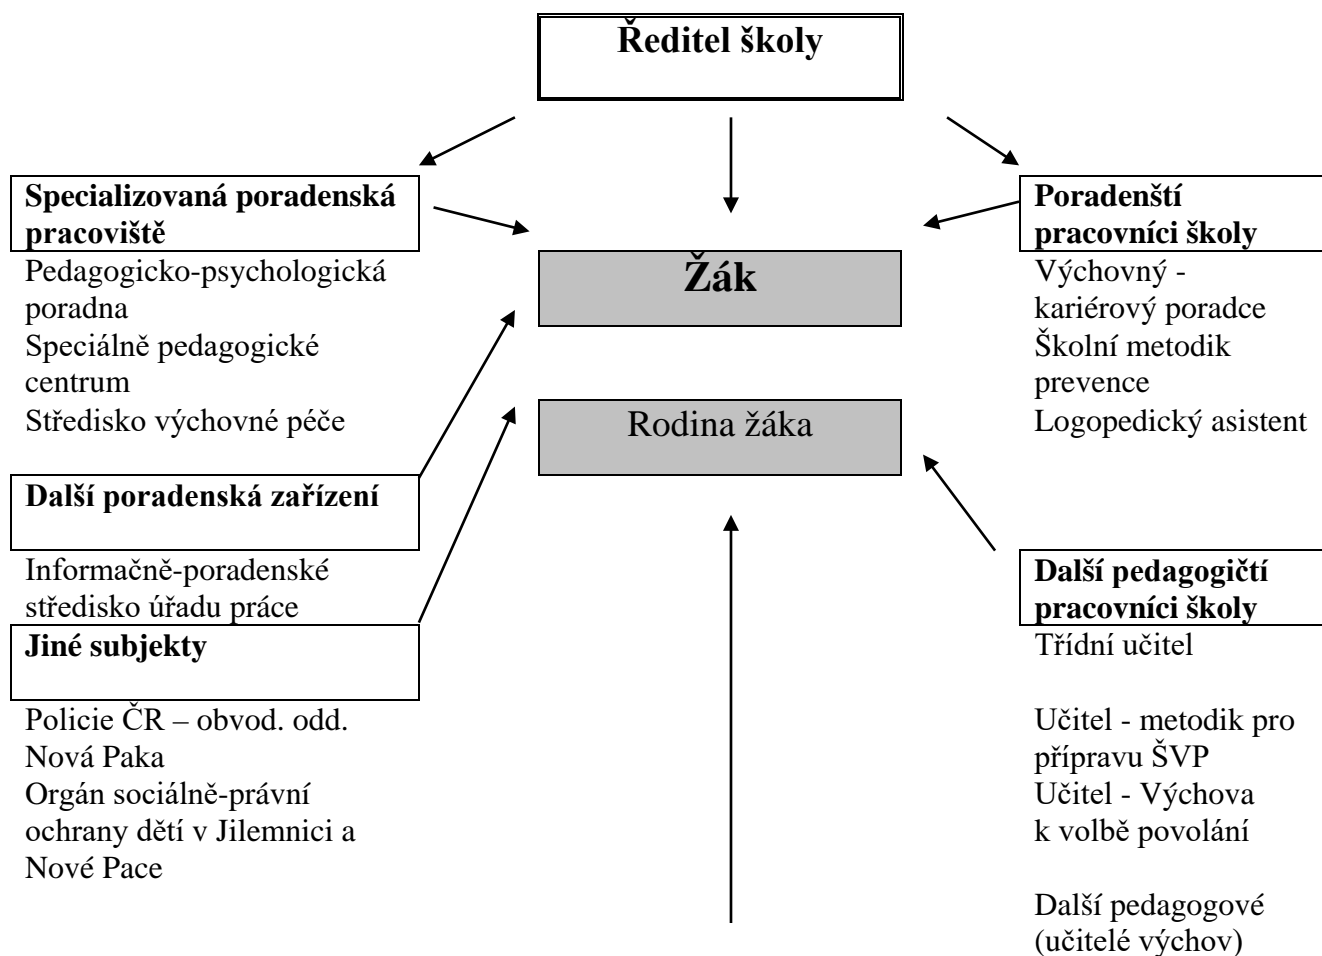 Ředitel školy
Specializovaná poradenská
pracoviště
Pedagogicko-psychologická
poradna
Speciálně pedagogické
centrum
Středisko výchovné péče
Další poradenská zařízení
Informačně-poradenské
středisko úřadu práce
Jiné subjekty
Policie ČR – obvod. odd.
Nová Paka
Orgán sociálně-právní
ochrany dětí v Jilemnici a
Nové Pace
Žák
Rodina žáka
Poradenští
pracovníci školy
Výchovný -
kariérový poradce
Školní metodik
prevence
Logopedický asistent
Další pedagogičtí
pracovníci školy
Třídní učitel
Učitel - metodik pro
přípravu ŠVP
Učitel - Výchova
k volbě povolání
Další pedagogové
(učitelé výchov)